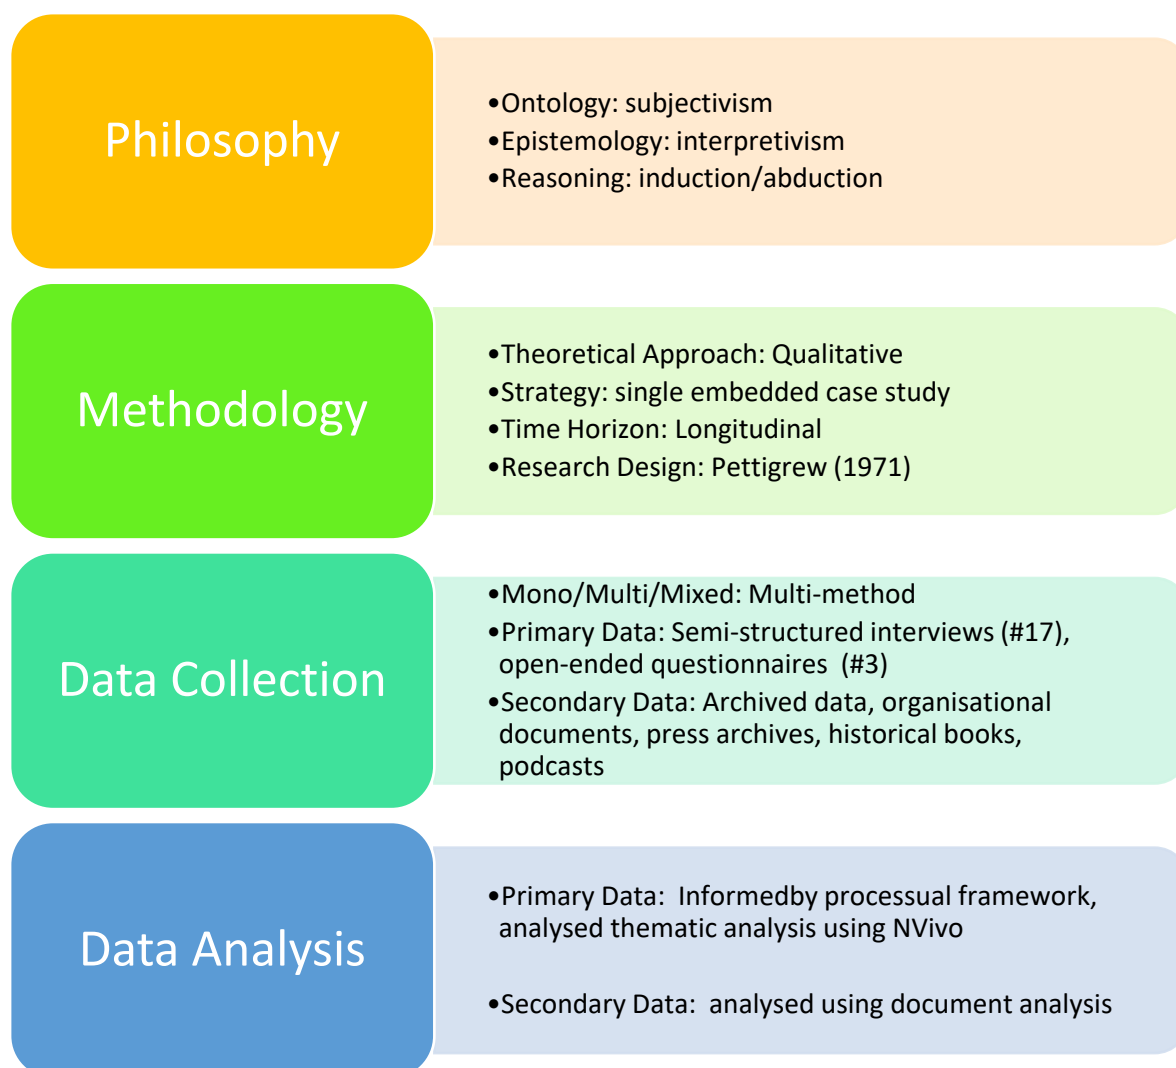 Philosophy
•Ontology: subjectivism
•Epistemology: interpretivism
•Reasoning: induction/abduction
Methodology
•Theoretical Approach: Qualitative
•Strategy: single embedded case study
•Time Horizon: Longitudinal
•Research Design: Pettigrew (1971)
Data Collection
•Mono/Multi/Mixed: Multi-method
•Primary Data: Semi-structured interviews (#17),
open-ended questionnaires (#3)
•Secondary Data: Archived data, organisational
documents, press archives, historical books,
podcasts
Data Analysis
•Primary Data: Informedby processual framework,
analysed thematic analysis using NVivo
•Secondary Data: analysed using document analysis